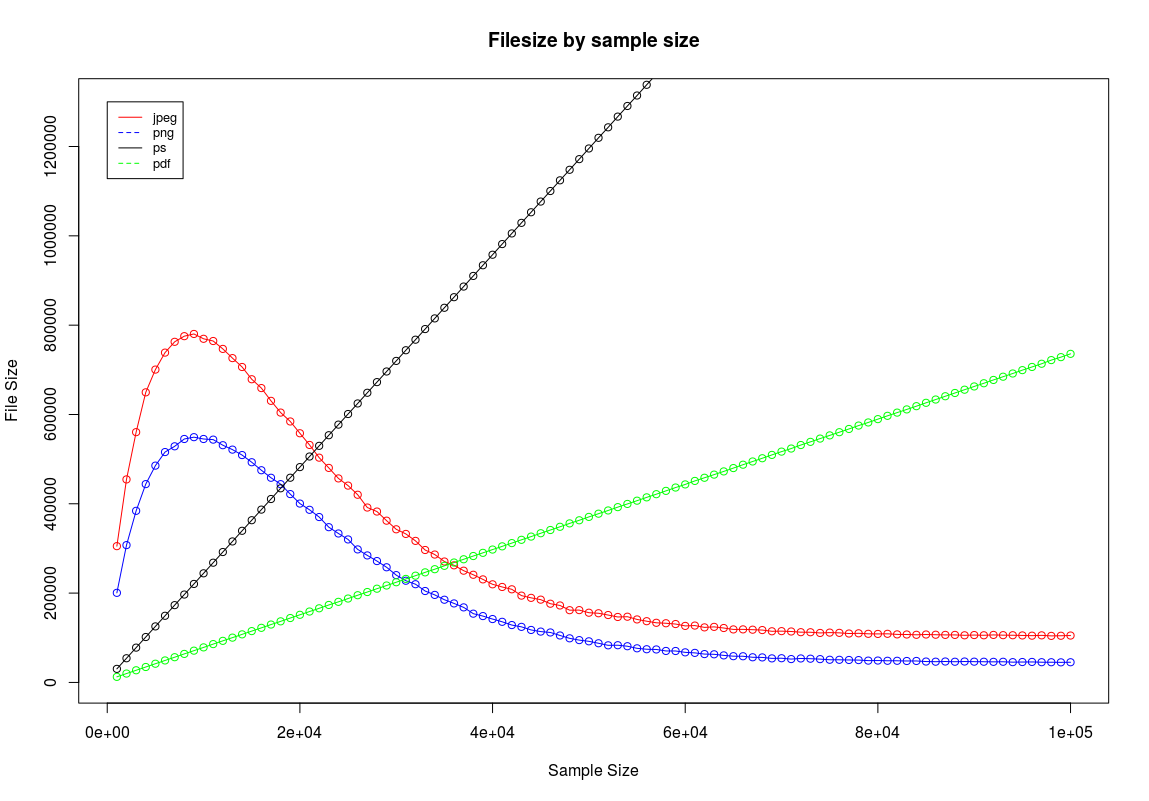 Filesize by sample size
jpeg
png
ps
pdf
File Size
1200000
1000000
800000
600000
400000
200000
0
0e+00 2e+04 4e+04 6e+04 8e+04 1e+05
Sample Size